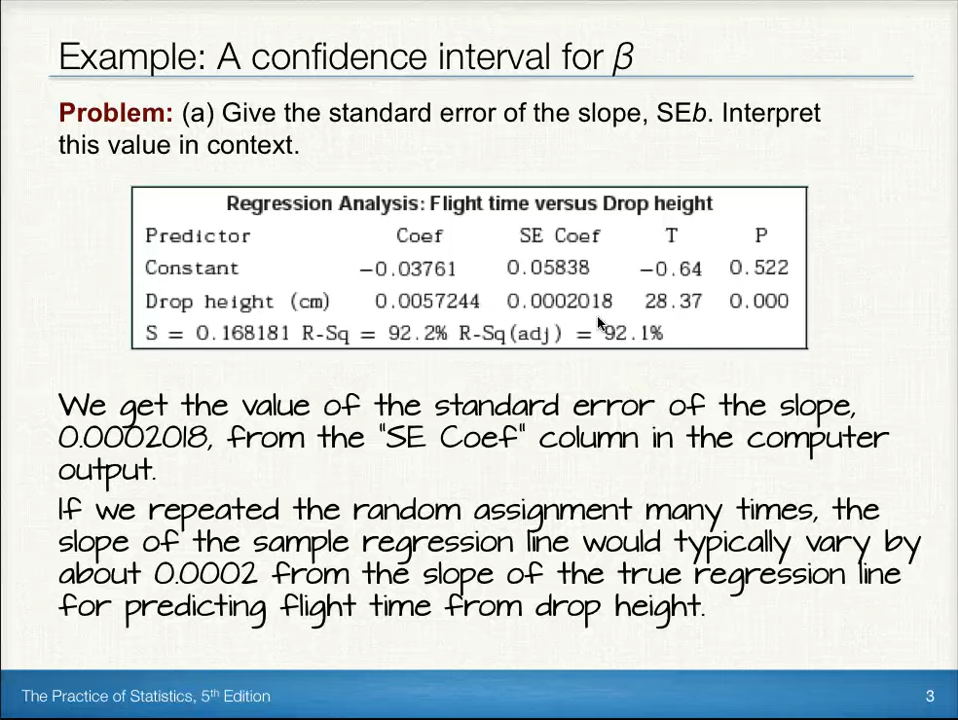 Example: A confidence interval for β
Problem: (a) Give the standard error of the slope, SEb. Interpret
this value in context.
Regression Analysis: Flight time versus Drop height
Predictor Coef SE Coef T P
Constant -0.03761 0.05838 -0.64 0.522
Drop height (cm) 0.0057244 0.0002018 28.37 0.000
S = 0.168181 R-Sq = 92.2% R-Sq(adj) = 92.1%
We get the value of the standard error of the slope,
0.0002018, from the "SE Coef" column in the computer
output.
If we repeated the random assignment many times, the
slope of the sample regression line would typically vary by
about 0.0002 from the slope of the true regression line
for predicting flight time from drop height.
The Practice of Statistics, 5th Edition
3